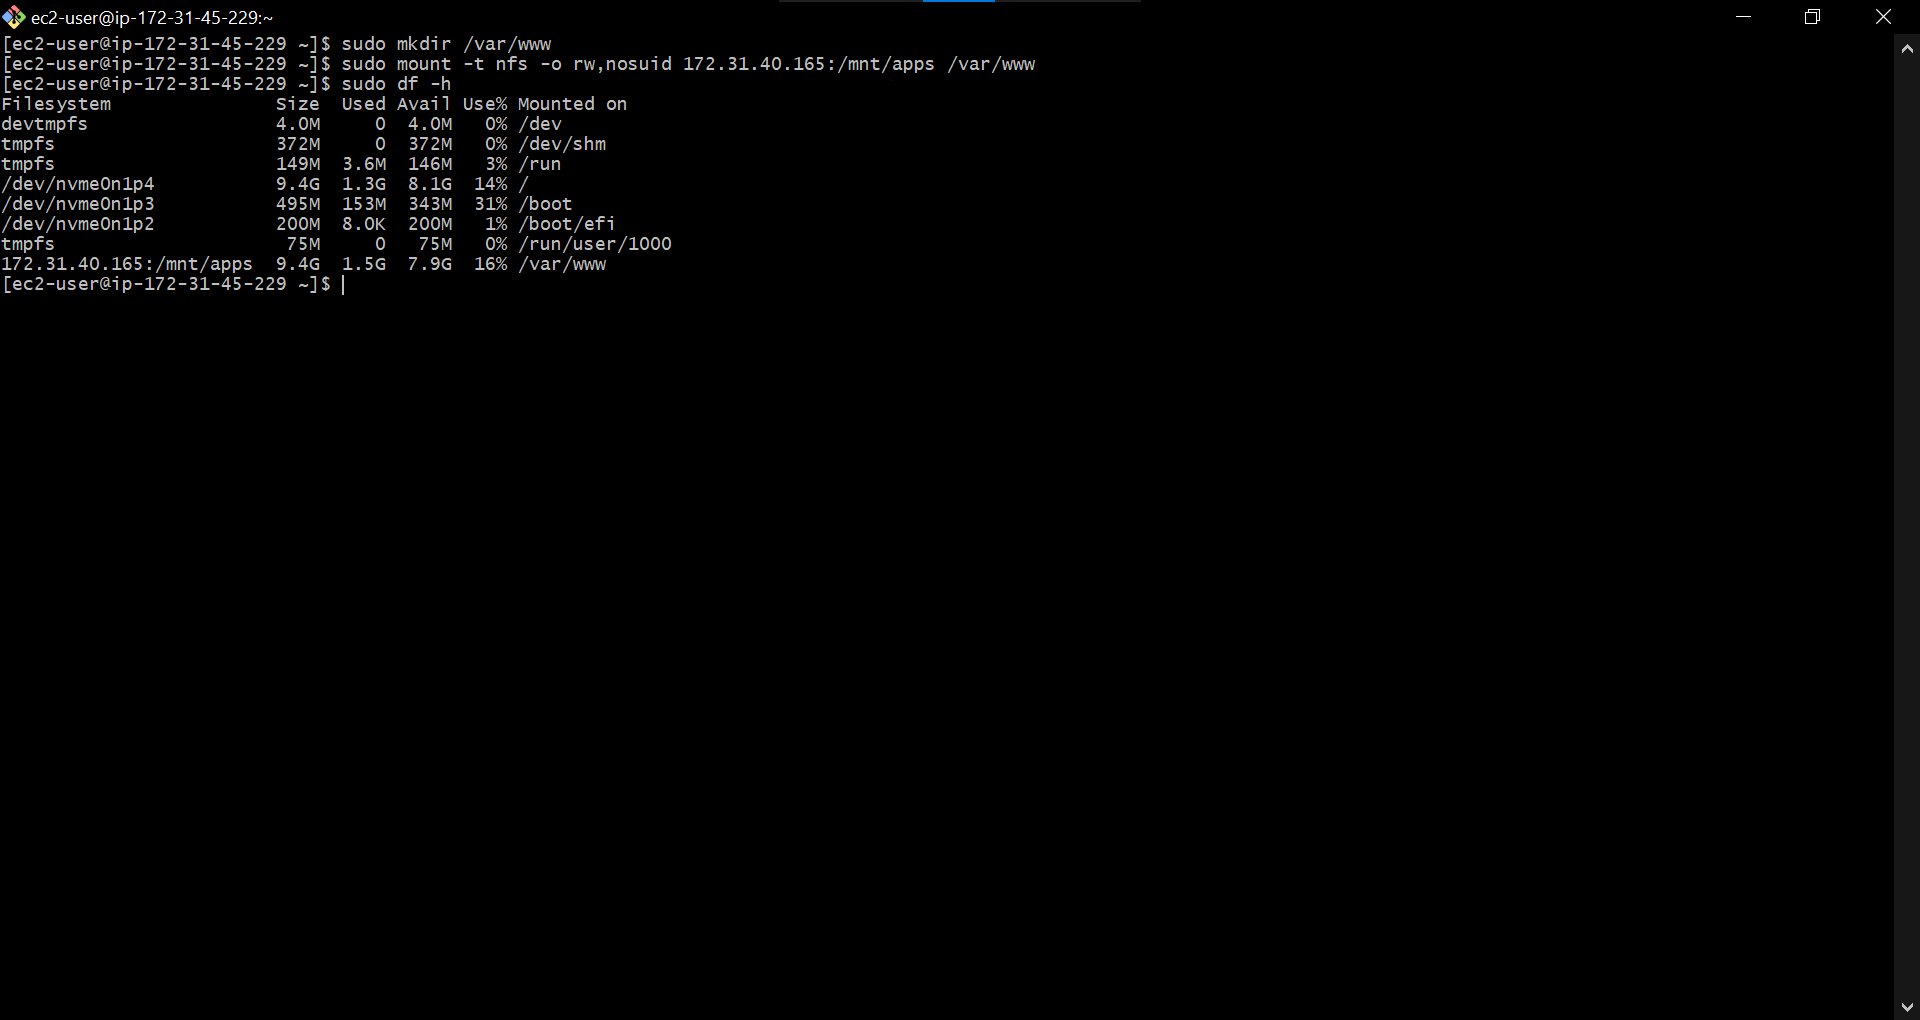 ec2-user@ip-172-31-45-229:~
[ec2-user@ip-172-31-45-229 ~]$ sudo mkdir /var/www
[ec2-user@ip-172-31-45-229 ~]$ sudo mount -t nfs -o rw,nosuid 172.31.40.165:/mnt/apps /var/www
[ec2-user@ip-172-31-45-229 ~]$ sudo df -h
Filesystem               Size  Used Avail Use% Mounted on
devtmpfs                 4.0M     0  4.0M   0% /dev
tmpfs                    372M     0  372M   0% /dev/shm
tmpfs                    149M  3.6M  146M   3% /run
/dev/nvme0n1p4           9.4G  1.3G  8.1G  14% /
/dev/nvme0n1p3           495M  153M  343M  31% /boot
/dev/nvme0n1p2           200M  8.0K  200M   1% /boot/efi
tmpfs                     75M     0   75M   0% /run/user/1000
172.31.40.165:/mnt/apps  9.4G  1.5G  7.9G  16% /var/www
[ec2-user@ip-172-31-45-229 ~]$